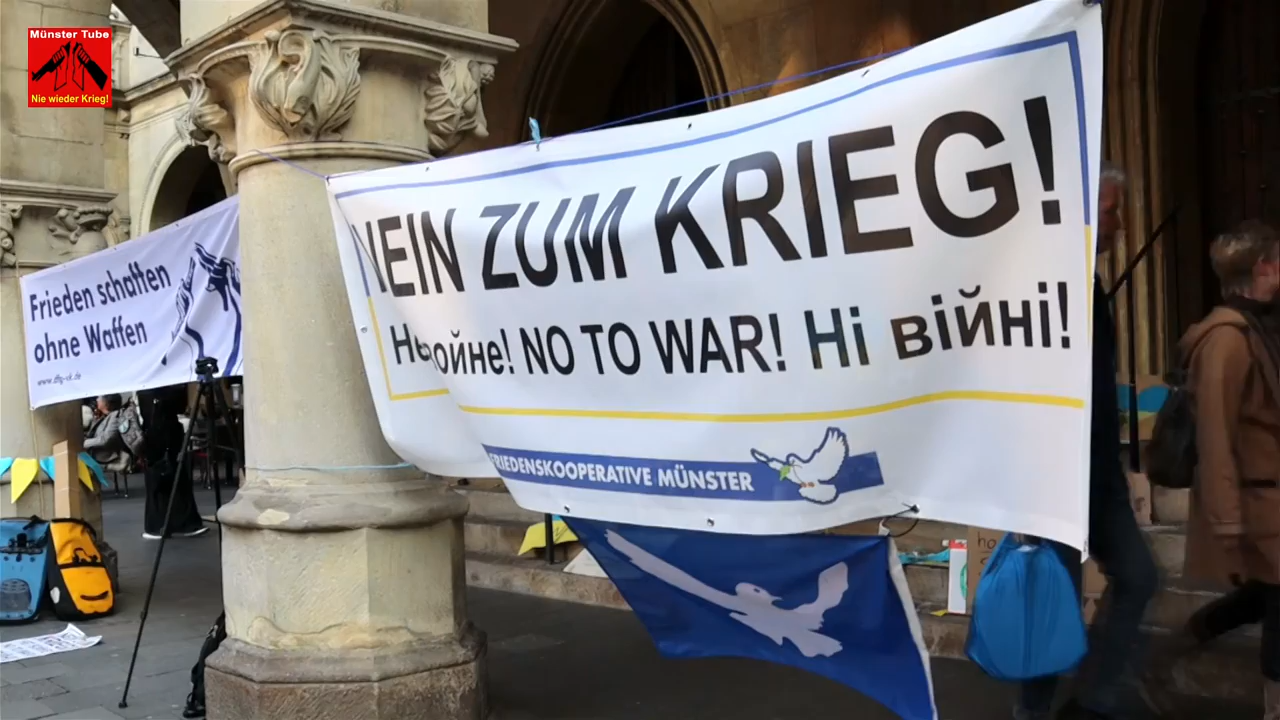 Münster Tube
Nie wieder Krieg!
Frieden schaffen
ohne Waffen
NEIN ZUM KRIEG!
войне! NO TO WAR! Ні війні!
FRIEDENSKOOPERATIVE MÜNSTER